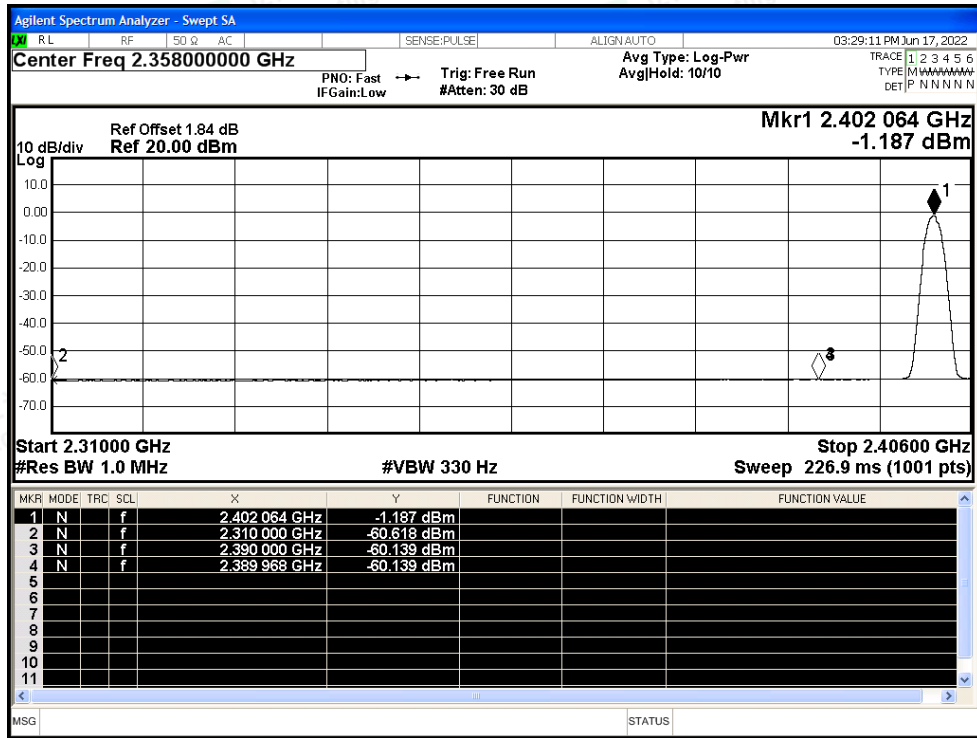 Agilent Spectrum Analyzer - Swept SA
LXI RL RF 50 Ω AC SENSE:PULSE ALIGN AUTO 03:29:11 PM Jun 17, 2022
Center Freq 2.358000000 GHz
PNO: Fast
IFGain:Low
Trig: Free Run
#Atten: 30 dB
Avg Type: Log-Pwr
Avg|Hold: 10/10
TRACE 1 2 3 4 5 6
TYPE M
DET P N N N N N
Ref Offset 1.84 dB
10 dB/div Ref 20.00 dBm
Log
Mkr1 2.402 064 GHz
-1.187 dBm
10.0
0.00
-10.0
-20.0
-30.0
-40.0
-50.0
-60.0
-70.0
1
2
3
Start 2.31000 GHz Stop 2.40600 GHz
#Res BW 1.0 MHz #VBW 330 Hz Sweep 226.9 ms (1001 pts)
MKR MODE TRC SCL X Y FUNCTION FUNCTION WIDTH FUNCTION VALUE
1 N f 2.402 064 GHz -1.187 dBm
2 N f 2.310 000 GHz -60.618 dBm
3 N f 2.390 000 GHz -60.139 dBm
4 N f 2.389 968 GHz -60.139 dBm
5
6
7
8
9
10
11
MSG STATUS